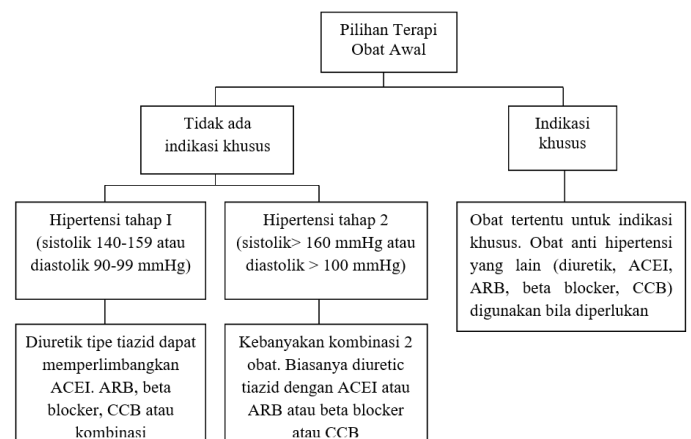 Pilihan Terapi
Obat Awal
Tidak ada
indikasi khusus
Indikasi
khusus
Hipertensi tahap I
(sistolik 140-159 atau
diastolik 90-99 mmHg)
Hipertensi tahap 2
(sistolik> 160 mmHg atau
diastolik > 100 mmHg)
Obat tertentu untuk indikasi
khusus. Obat anti hipertensi
yang lain (diuretik, ACEI,
ARB, beta blocker, CCB)
digunakan bila diperlukan
Diuretik tipe tiazid dapat
memperlimbangkan
ACEI. ARB, beta
blocker, CCB atau
kombinasi
Kebanyakan kombinasi 2
obat. Biasanya diuretic
tiazid dengan ACEI atau
ARB atau beta blocker
atau CCB